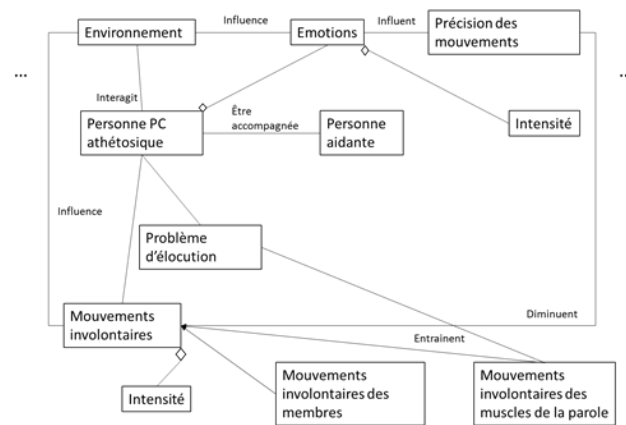 Environnement
Influence
Emotions
Influent
Précision des
mouvements
...
...
Interagit
Personne PC
athétosique
Être
accompagnée
Personne
aidante
Intensité
Influence
Problème
d'élocution
Mouvements
involontaires
Diminuent
Entrainent
Intensité
Mouvements
involontaires des
membres
Mouvements
involontaires des
muscles de la parole